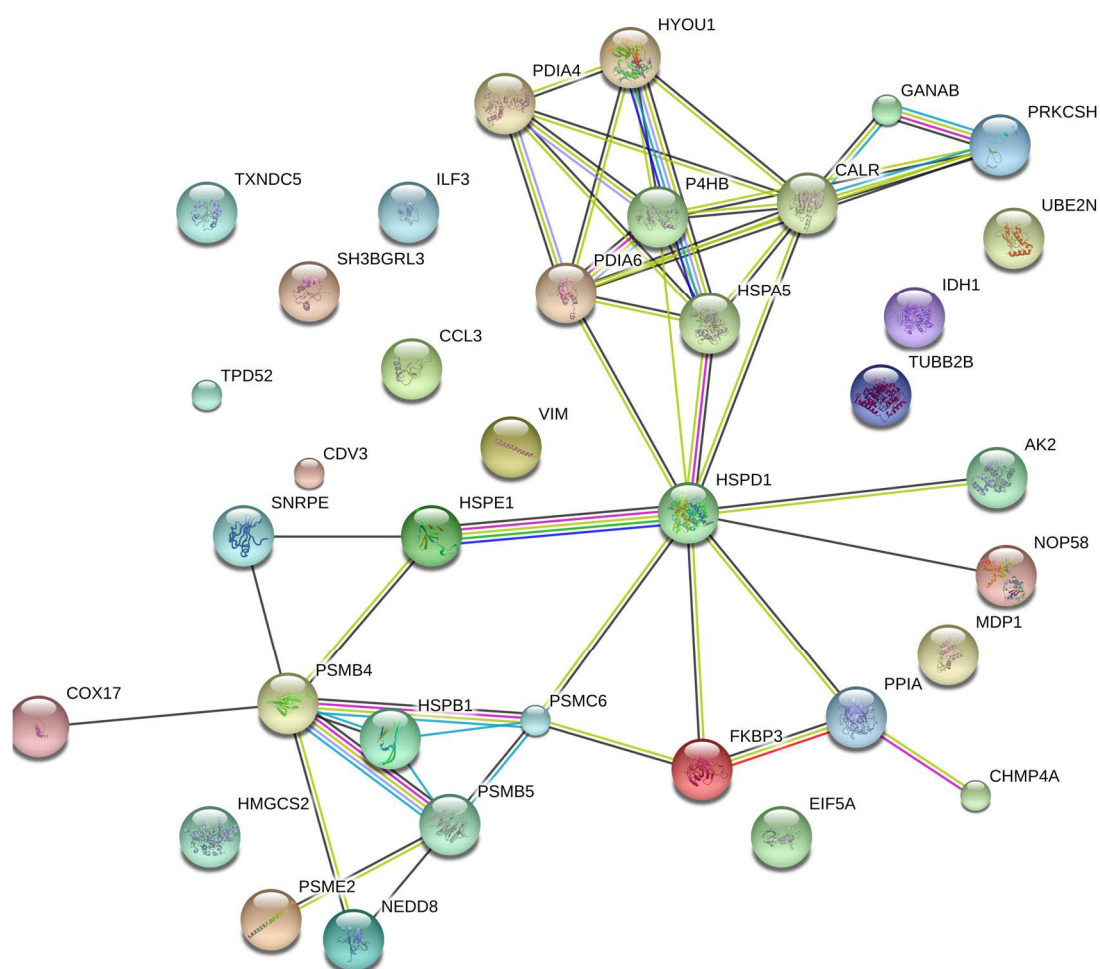 HYOU1
PDIA4
GANAB
PRKCSH
TXNDC5
ILF3
P4HB
CALR
UBE2N
SH3BGRL3
PDIA6
HSPA5
IDH1
CCL3
TUBB2B
TPD52
VIM
CDV3
HSPD1
AK2
SNRPE
HSPE1
NOP58
MDP1
PSMB4
COX17
HSPB1
PSMC6
PPIA
FKBP3
CHMP4A
PSMB5
HMGCS2
EIF5A
PSME2
NEDD8